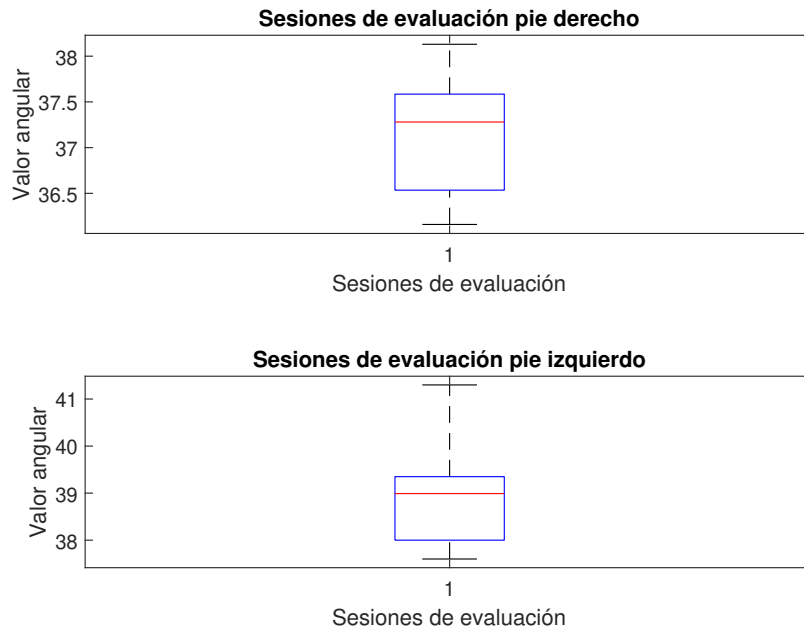 Sesiones de evaluación pie derecho
Valor angular
38
37.5
37
36.5
1
Sesiones de evaluación
Sesiones de evaluación pie izquierdo
Valor angular
41
40
39
38
1
Sesiones de evaluación